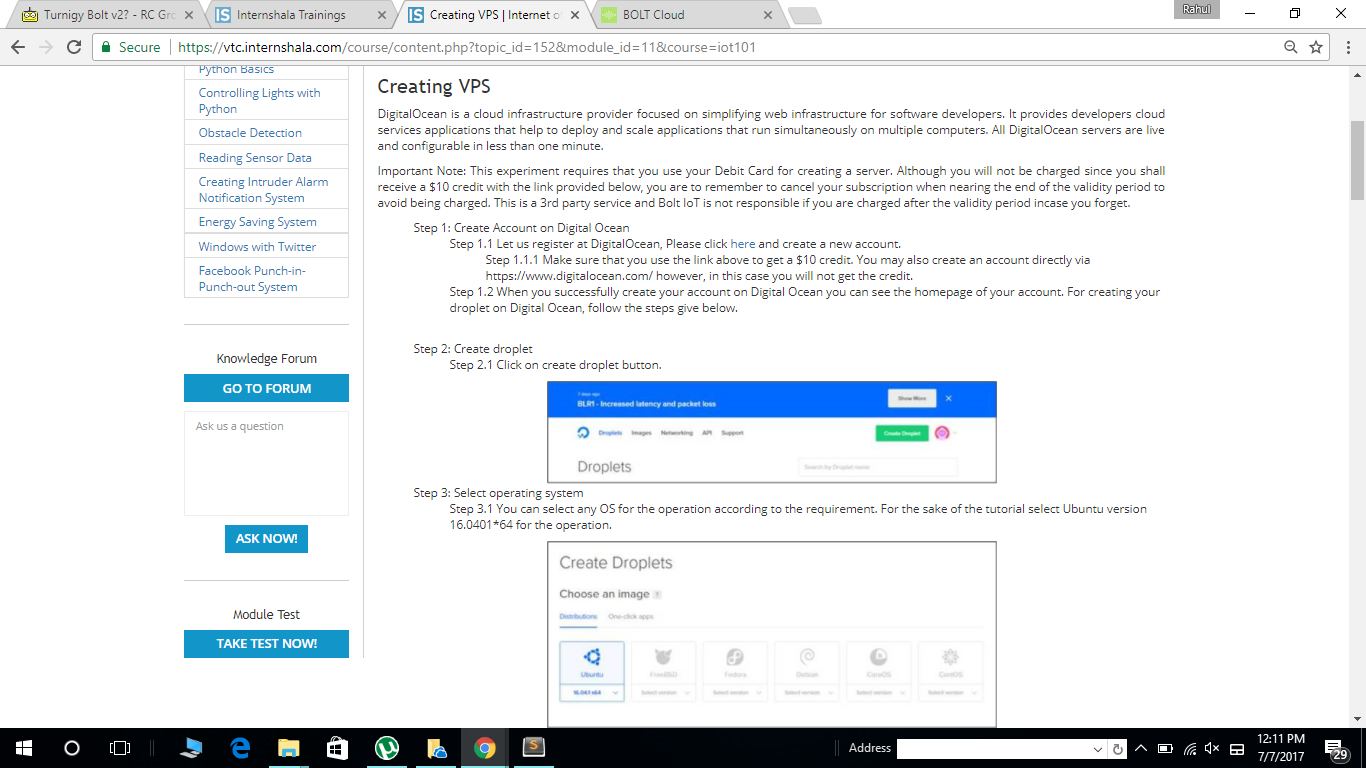 Turnigy Bolt v2? - RC Gro
Internshala Trainings
Creating VPS | Internet o
BOLT Cloud
Rahul
Secure
https://vtc.internshala.com/course/content.php?topic_id=152&module_id=11&course=iot101
Python Basics
Controlling Lights with
Python
Obstacle Detection
Reading Sensor Data
Creating Intruder Alarm
Notification System
Energy Saving System
Windows with Twitter
Facebook Punch-in-
Punch-out System
Knowledge Forum
GO TO FORUM
Ask us a question
ASK NOW!
Module Test
TAKE TEST NOW!
Creating VPS
DigitalOcean is a cloud infrastructure provider focused on simplifying web infrastructure for software developers. It provides developers cloud
services applications that help to deploy and scale applications that run simultaneously on multiple computers. All DigitalOcean servers are live
and configurable in less than one minute.
Important Note: This experiment requires that you use your Debit Card for creating a server. Although you will not be charged since you shall
receive a $10 credit with the link provided below, you are to remember to cancel your subscription when nearing the end of the validity period to
avoid being charged. This is a 3rd party service and Bolt IoT is not responsible if you are charged after the validity period incase you forget.
Step 1: Create Account on Digital Ocean
Step 1.1 Let us register at DigitalOcean, Please click here and create a new account.
Step 1.1.1 Make sure that you use the link above to get a $10 credit. You may also create an account directly via
https://www.digitalocean.com/ however, in this case you will not get the credit.
Step 1.2 When you successfully create your account on Digital Ocean you can see the homepage of your account. For creating your
droplet on Digital Ocean, follow the steps give below.
Step 2: Create droplet
Step 2.1 Click on create droplet button.
days ago
BLR1 - Increased latency and packet loss
Show More
Droplets Images Networking API Support
Create Droplet
Droplets
Search by Droplet name
Step 3: Select operating system
Step 3.1 You can select any OS for the operation according to the requirement. For the sake of the tutorial select Ubuntu version
16.0401*64 for the operation.
Create Droplets
Choose an image ?
Distributions One-click apps
Ubuntu FreeBSD Fedora Debian CoreOS CentOS
16.04.1 x64 Select version Select version Select version Select version Select version
Address
12:11 PM
7/7/2017
29